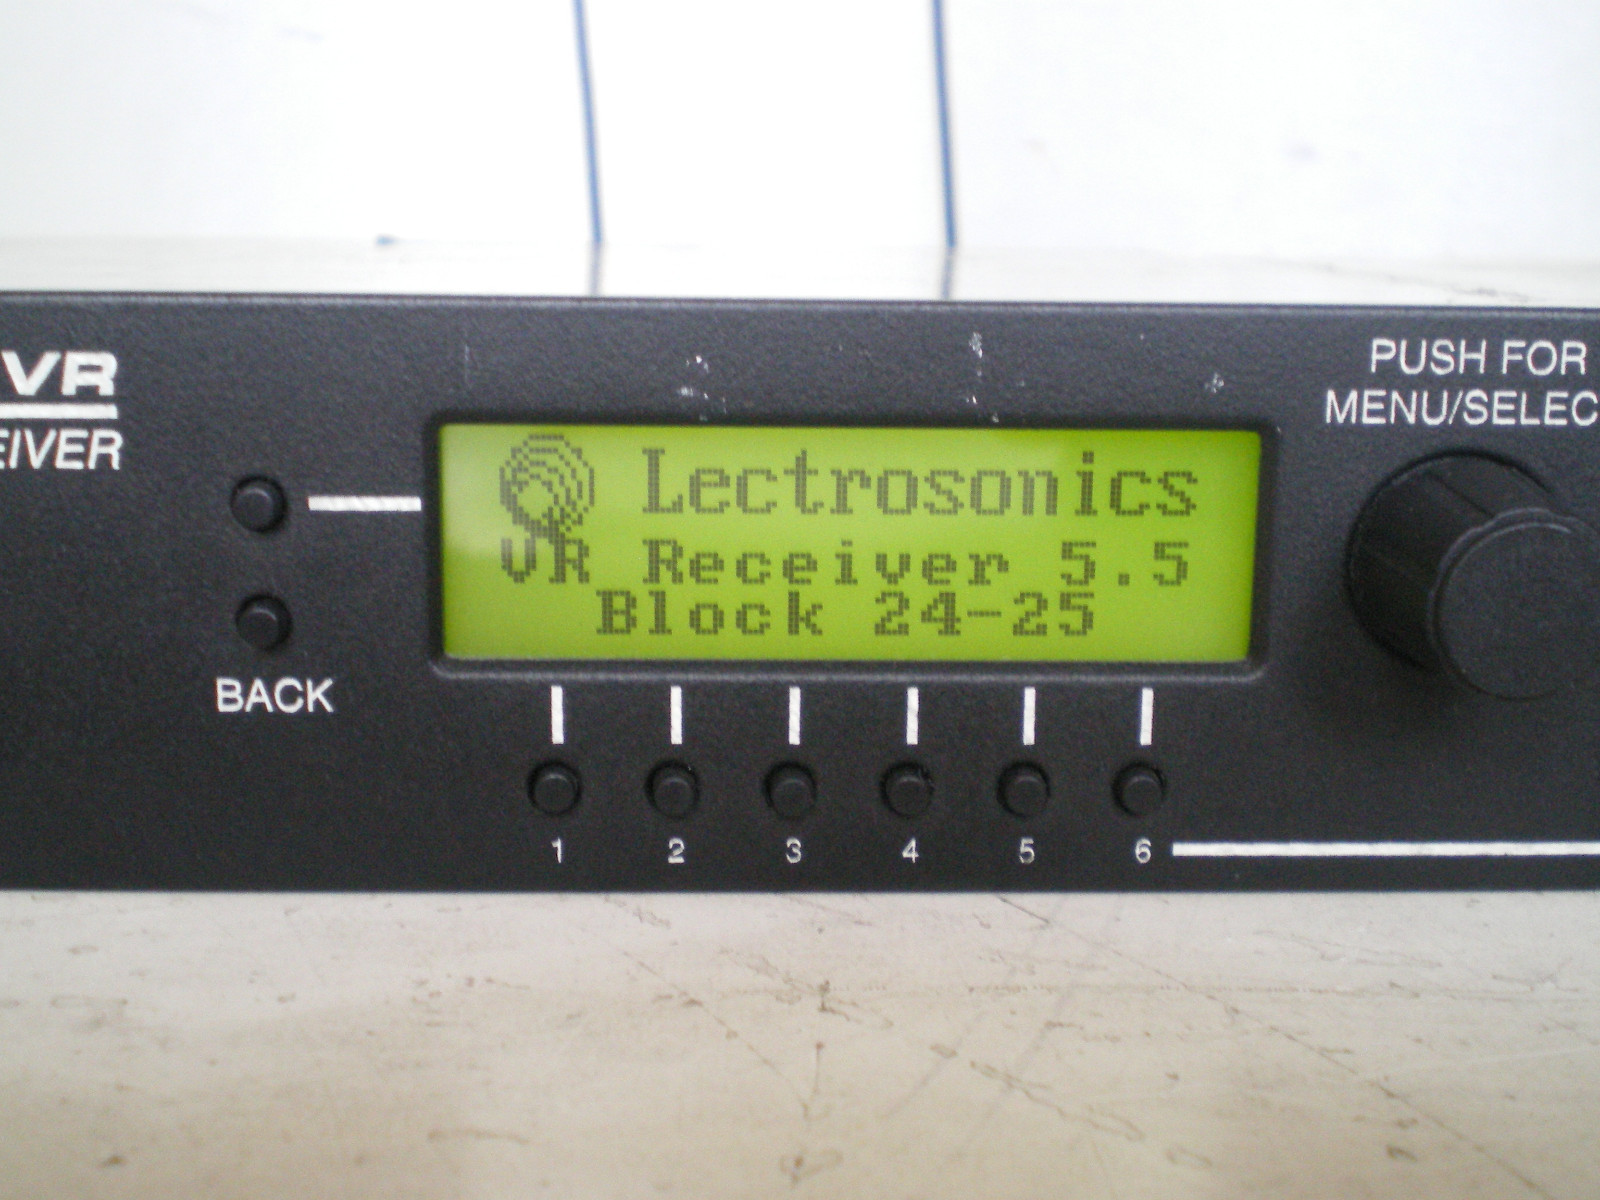 VR
EIVER
BACK
Lectrosonics
VR Receiver 5.5
Block 24-25
1 2 3 4 5 6
PUSH FOR
MENU/SELEC